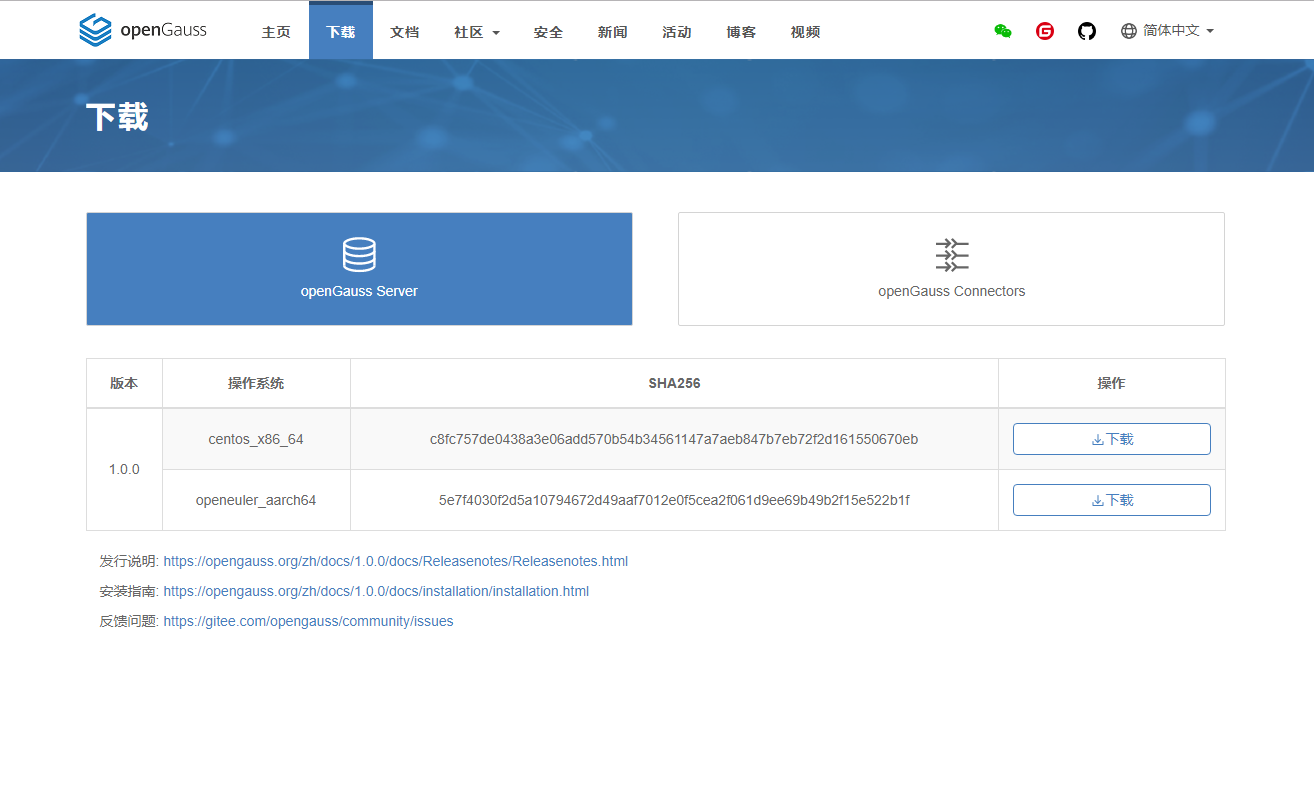 openGauss 主页 下载 文档 社区 安全 新闻 活动 博客 视频 简体中文
下载
openGauss Server openGauss Connectors
版本 操作系统 SHA256 操作
centos_x86_64 c8fc757de0438a3e06add570b54b34561147a7aeb847b7eb72f2d161550670eb 下载
1.0.0
openeuler_aarch64 5e7f4030f2d5a10794672d49aaf7012e0f5cea2f061d9ee69b49b2f15e522b1f 下载
发行说明: https://opengauss.org/zh/docs/1.0.0/docs/Releasenotes/Releasenotes.html
安装指南: https://opengauss.org/zh/docs/1.0.0/docs/installation/installation.html
反馈问题: https://gitee.com/opengauss/community/issues